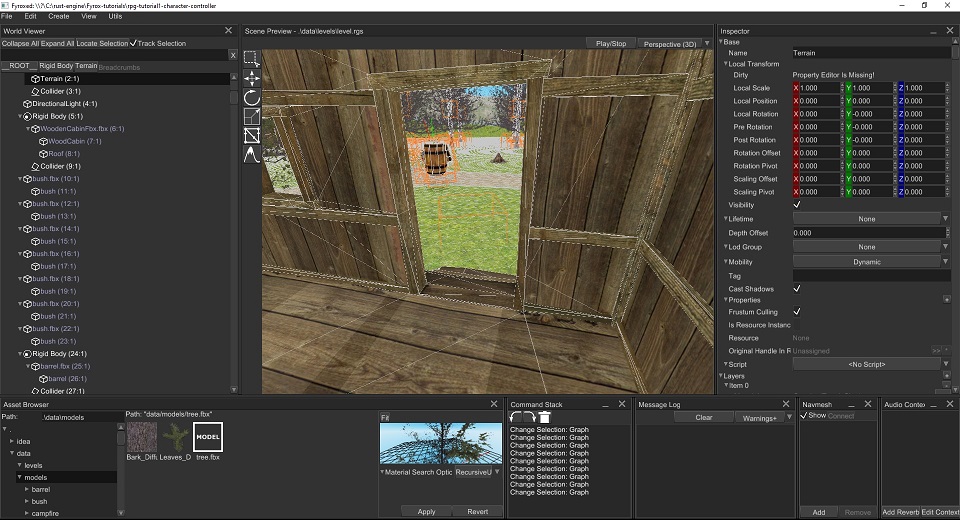 Fyroxed: \\?\C:\rust-engine\Fyrox-tutorials\rpg-tutorial1-character-controller
File Edit Create View Utils
World Viewer
Collapse All Expand All Locate Selection Track Selection
X
__ROOT__ Rigid Body Terrain Breadcrumbs
Terrain (2:1)
Collider (3:1)
DirectionalLight (4:1)
Rigid Body (5:1)
WoodenCabinFbx.fbx (6:1)
WoodCabin (7:1)
Roof (8:1)
Collider (9:1)
bush.fbx (10:1)
bush (11:1)
bush.fbx (12:1)
bush (13:1)
bush.fbx (14:1)
bush (15:1)
bush.fbx (16:1)
bush (17:1)
bush.fbx (18:1)
bush (19:1)
bush.fbx (20:1)
bush (21:1)
bush.fbx (22:1)
bush (23:1)
Rigid Body (24:1)
barrel.fbx (25:1)
barrel (26:1)
Collider (27:1)
Scene Preview - .\data\levels\level.rgs
Play/Stop
Perspective (3D)
Inspector
Base
Name Terrain
Local Transform
Dirty Property Editor Is Missing!
Local Scale X 1.000 Y 1.000 Z 1.000
Local Position X 0.000 Y 0.000 Z 0.000
Local Rotation X 0.000 Y -0.000 Z 0.000
Pre Rotation X 0.000 Y -0.000 Z 0.000
Post Rotation X 0.000 Y -0.000 Z 0.000
Rotation Offset X 0.000 Y 0.000 Z 0.000
Rotation Pivot X 0.000 Y 0.000 Z 0.000
Scaling Offset X 0.000 Y 0.000 Z 0.000
Scaling Pivot X 0.000 Y 0.000 Z 0.000
Visibility
Lifetime None
Depth Offset 0.000
Lod Group None
Mobility Dynamic
Tag
Cast Shadows
Properties +
Frustum Culling
Is Resource Instanc
Resource None
Original Handle In R Unassigned >>
Script <No Script>
Layers
Item 0
Asset Browser
Path: .\data\models
.
idea
data
levels
models
barrel
bush
campfire
Path: "data/models/tree.fbx"
MODEL
Bark_Diffu Leaves_D tree.fbx
Fit
Material Search Optic RecursiveU
Apply Revert
Command Stack
Change Selection: Graph
Change Selection: Graph
Change Selection: Graph
Change Selection: Graph
Change Selection: Graph
Change Selection: Graph
Change Selection: Graph
Change Selection: Graph
Change Selection: Graph
Message Log
Clear Warnings+
Navmesh
Show Connect
Add Remove
Audio Contex
Add Reverb Edit Context